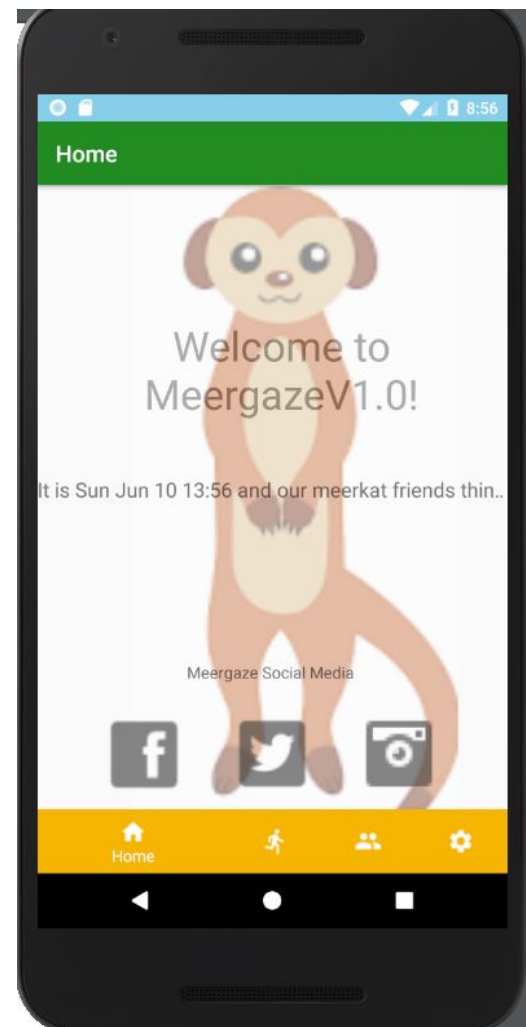 8:56
Home
Welcome to
MeergazeV1.0!
It is Sun Jun 10 13:56 and our meerkat friends thin..
Meergaze Social Media
f
Home